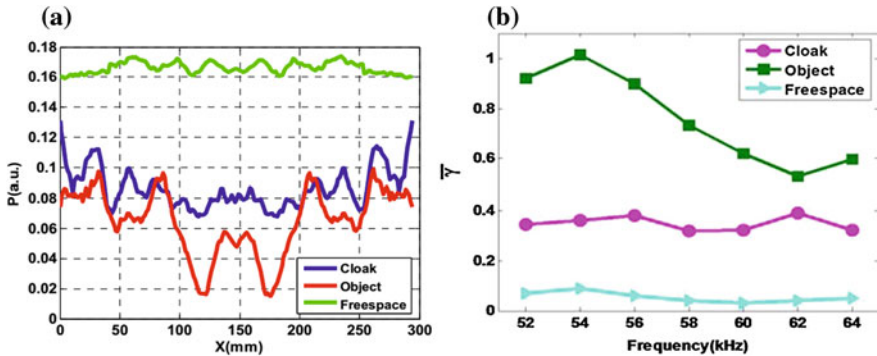 (a)
0.18
0.16
0.14
0.12
0.1
0.08
0.06
0.04
0.02
0
P(a.u.)
0 50 100 150 200 250 300
X(mm)
Cloak
Object
Freespace
(b)
1
0.8
0.6
0.4
0.2
0
γ̅
52 54 56 58 60 62 64
Frequency(kHz)
Cloak
Object
Freespace